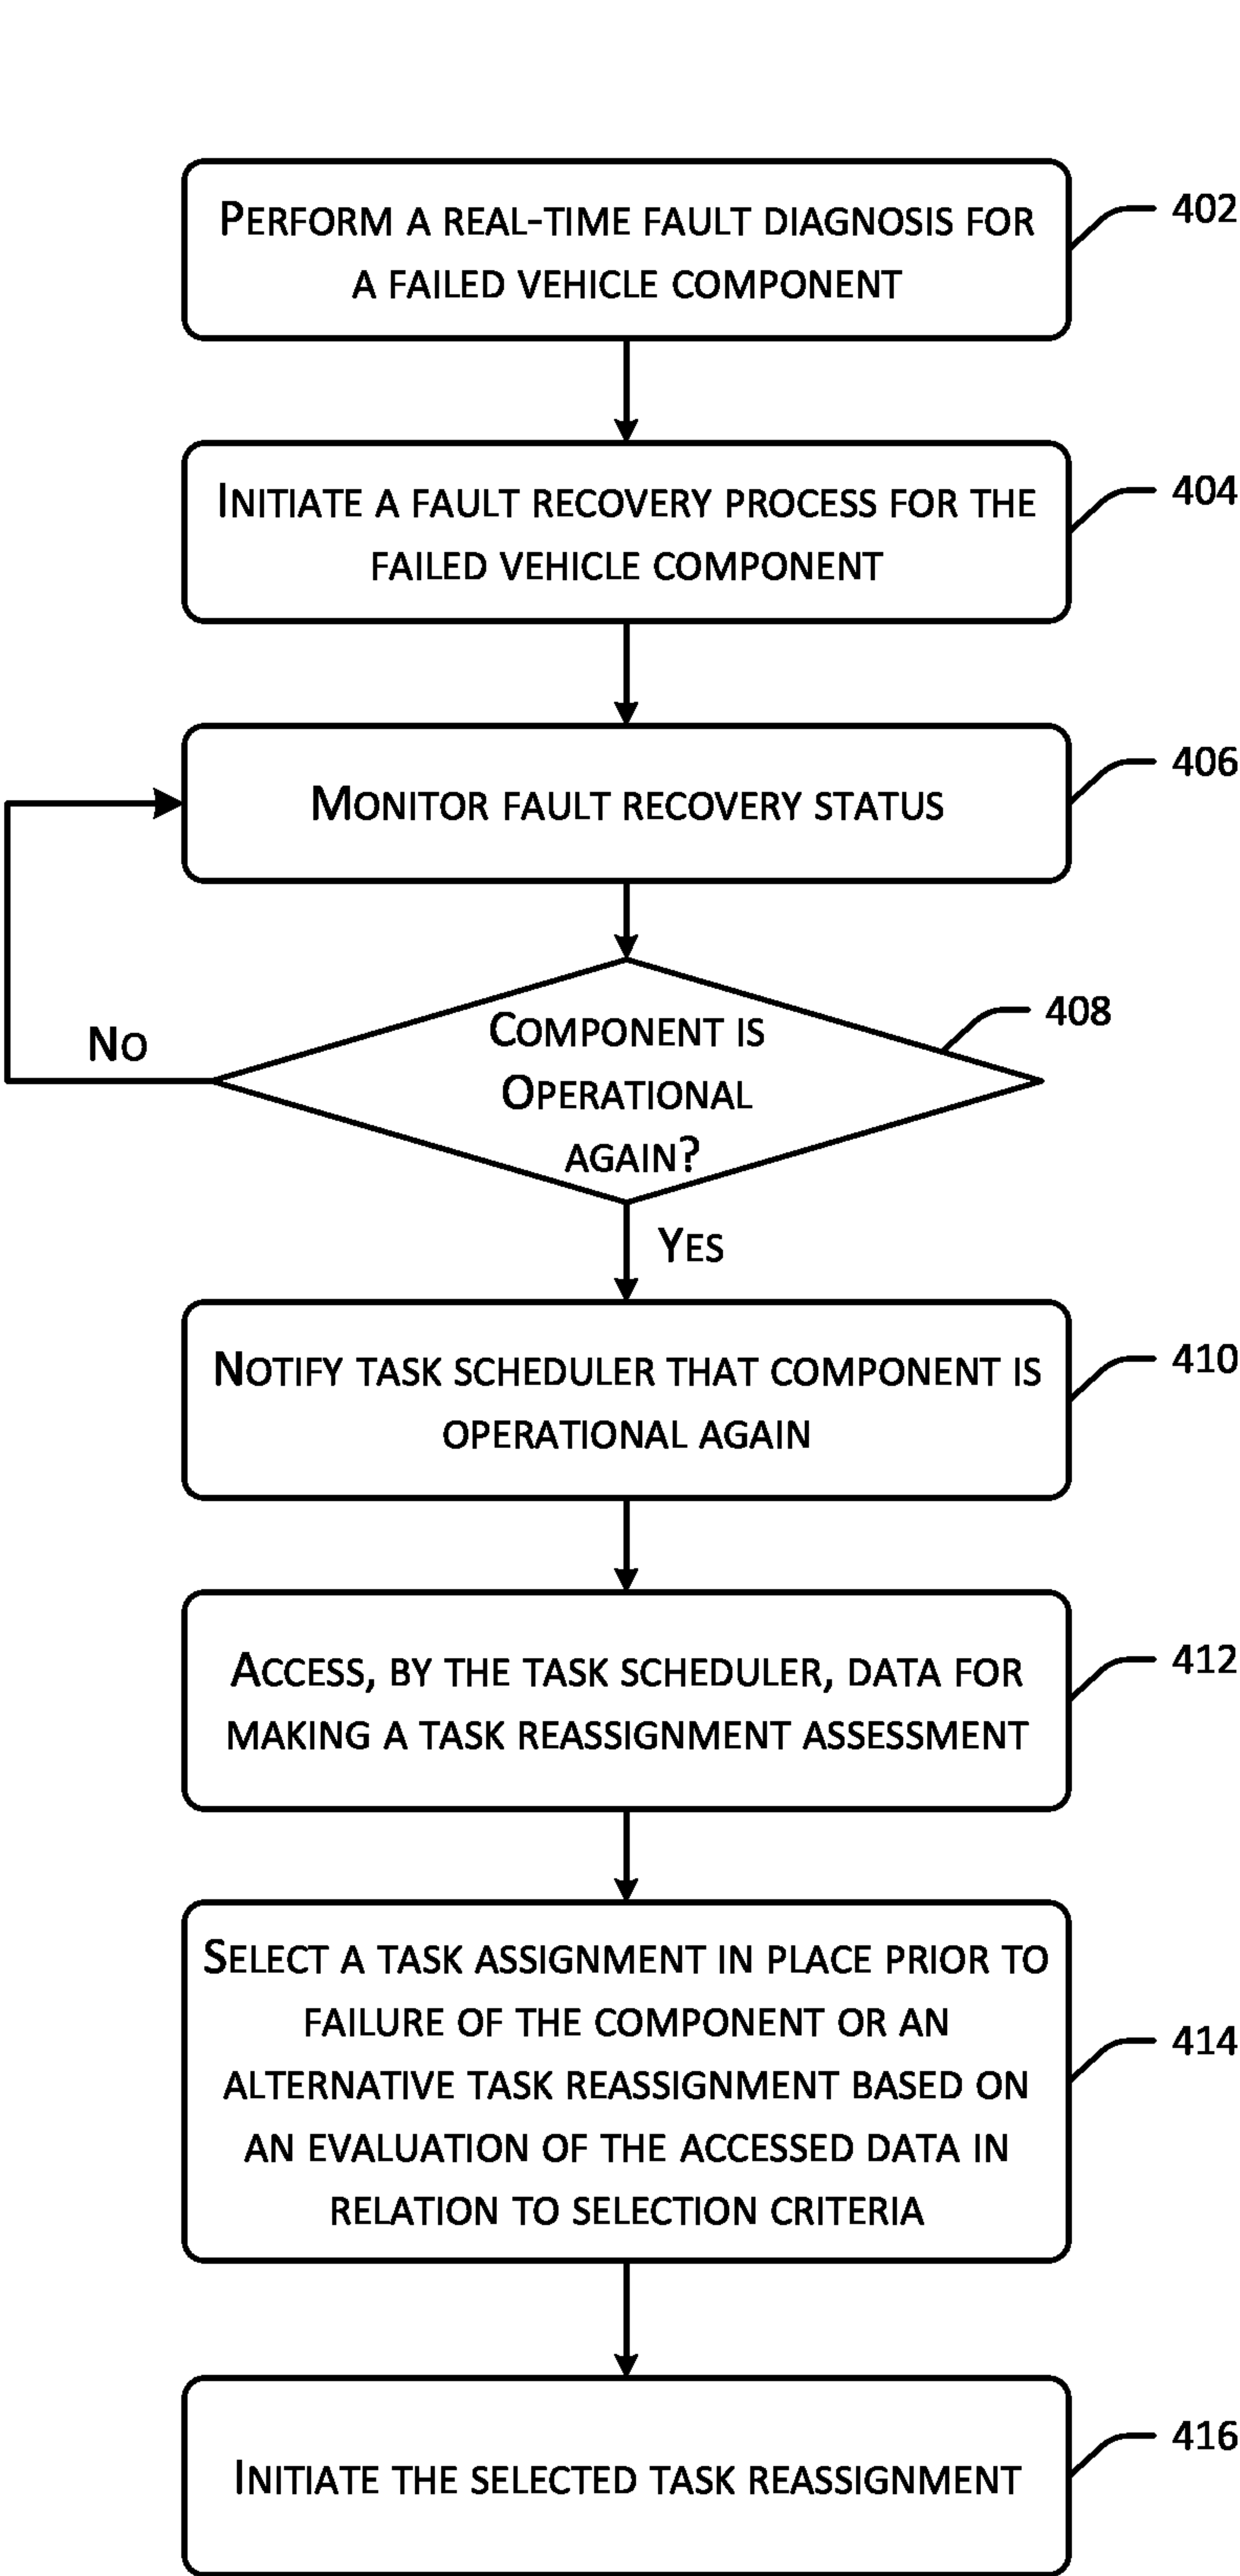 PERFORM A REAL-TIME FAULT DIAGNOSIS FOR
A FAILED VEHICLE COMPONENT
402
INITIATE A FAULT RECOVERY PROCESS FOR THE
FAILED VEHICLE COMPONENT
404
MONITOR FAULT RECOVERY STATUS
406
COMPONENT IS
OPERATIONAL
AGAIN?
408
NO
YES
NOTIFY TASK SCHEDULER THAT COMPONENT IS
OPERATIONAL AGAIN
410
ACCESS, BY THE TASK SCHEDULER, DATA FOR
MAKING A TASK REASSIGNMENT ASSESSMENT
412
SELECT A TASK ASSIGNMENT IN PLACE PRIOR TO
FAILURE OF THE COMPONENT OR AN
ALTERNATIVE TASK REASSIGNMENT BASED ON
AN EVALUATION OF THE ACCESSED DATA IN
RELATION TO SELECTION CRITERIA
414
INITIATE THE SELECTED TASK REASSIGNMENT
416